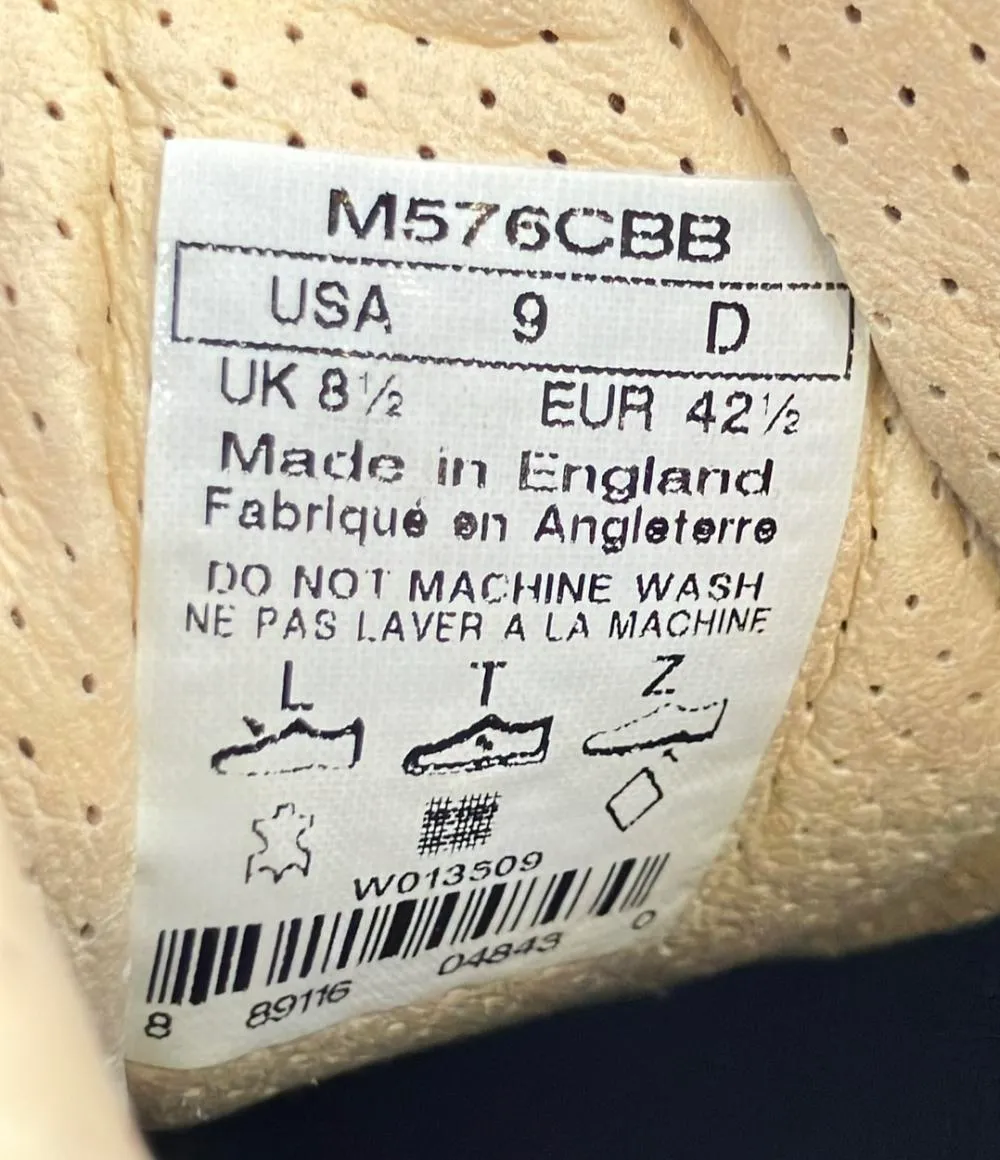 M576CBB
USA 9 D
UK 8½ EUR 42½
Made in England
Fabriqué en Angleterre
DO NOT MACHINE WASH
NE PAS LAVER A LA MACHINE
L T Z
T
W013S09
8 89116 04843 0